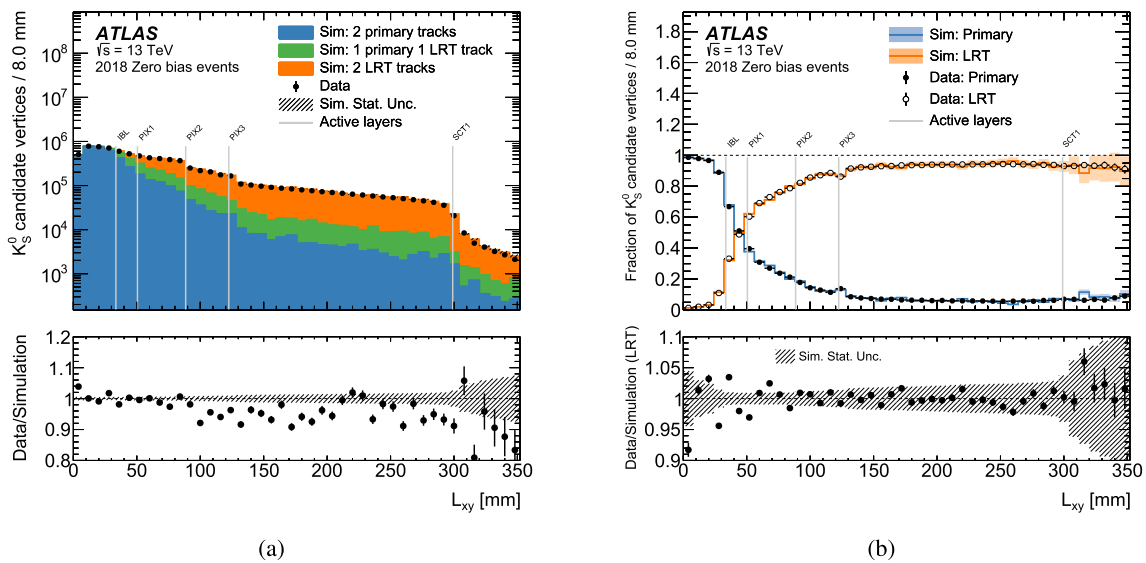 ATLAS
√s = 13 TeV
2018 Zero bias events
Sim: 2 primary tracks
Sim: 1 primary 1 LRT track
Sim: 2 LRT tracks
Data
Sim. Stat. Unc.
Active layers
IBL
PIX1
PIX2
PIX3
SCT1
K⁰_S candidate vertices / 8.0 mm
10⁸
10⁷
10⁶
10⁵
10⁴
10³
Data/Simulation
1.2
1.1
1.0
0.9
0.8
0 50 100 150 200 250 300 350
L_xy [mm]
(a)
ATLAS
√s = 13 TeV
2018 Zero bias events
Sim: Primary
Sim: LRT
Data: Primary
Data: LRT
Active layers
IBL
PIX1
PIX2
PIX3
SCT1
Fraction of K⁰_S candidate vertices / 8.0 mm
1.8
1.6
1.4
1.2
1
0.8
0.6
0.4
0.2
0
Data/Simulation (LRT)
Sim. Stat. Unc.
1.10
1.05
1.00
0.95
0.9
0 50 100 150 200 250 300 350
L_xy [mm]
(b)